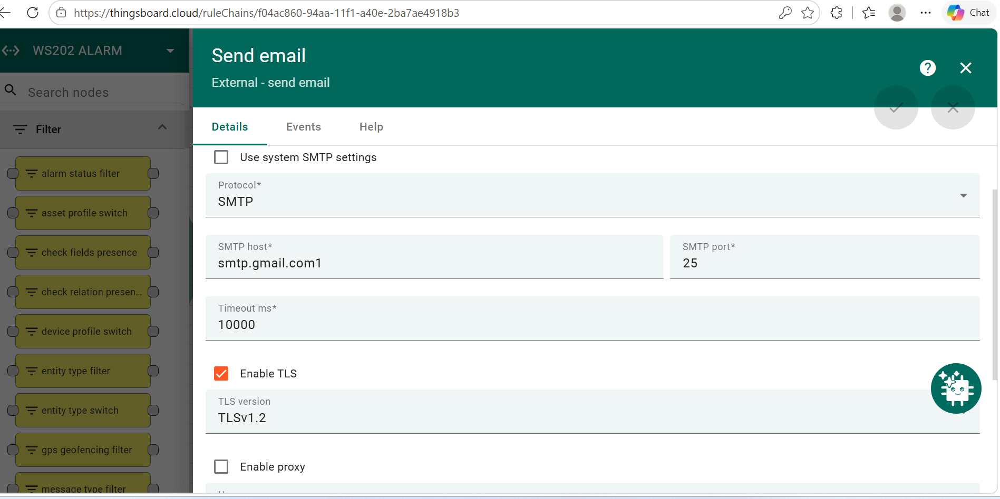 https://thingsboard.cloud/ruleChains/f04ac860-94aa-11f1-a40e-2ba7ae4918b3
Chat
WS202 ALARM
Search nodes
Filter
alarm status filter
asset profile switch
check fields presence
check relation presen...
device profile switch
entity type filter
entity type switch
gps geofencing filter
message type filter
Send email
External - send email
?
Details Events Help
Use system SMTP settings
Protocol*
SMTP
SMTP host*
smtp.gmail.com1
SMTP port*
25
Timeout ms*
10000
Enable TLS
TLS version
TLSv1.2
Enable proxy